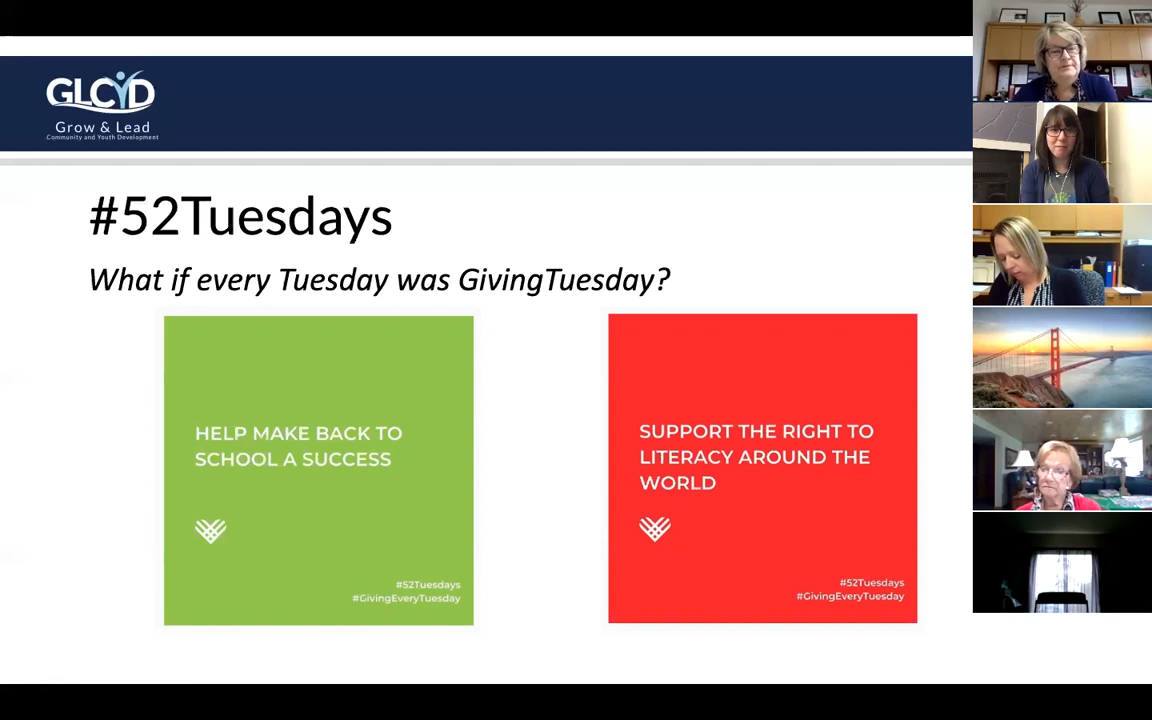 GLCYD
Grow & Lead
Community and Youth Development
#52Tuesdays
What if every Tuesday was GivingTuesday?
HELP MAKE BACK TO
SCHOOL A SUCCESS
#52Tuesdays
#GivingEveryTuesday
SUPPORT THE RIGHT TO
LITERACY AROUND THE
WORLD
#52Tuesdays
#GivingEveryTuesday